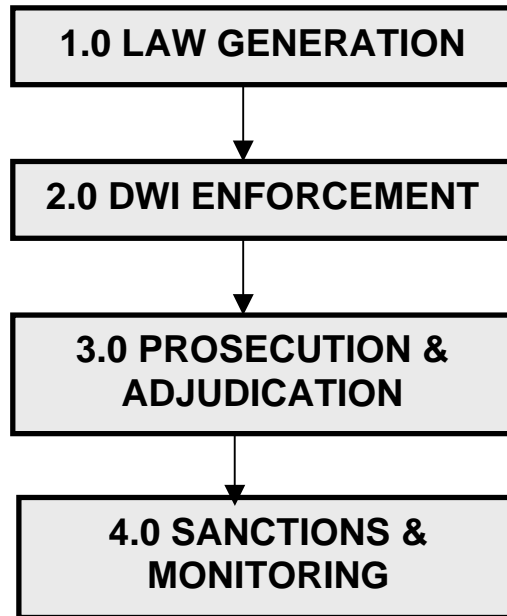 1.0 LAW GENERATION
2.0 DWI ENFORCEMENT
3.0 PROSECUTION &
ADJUDICATION
4.0 SANCTIONS &
MONITORING